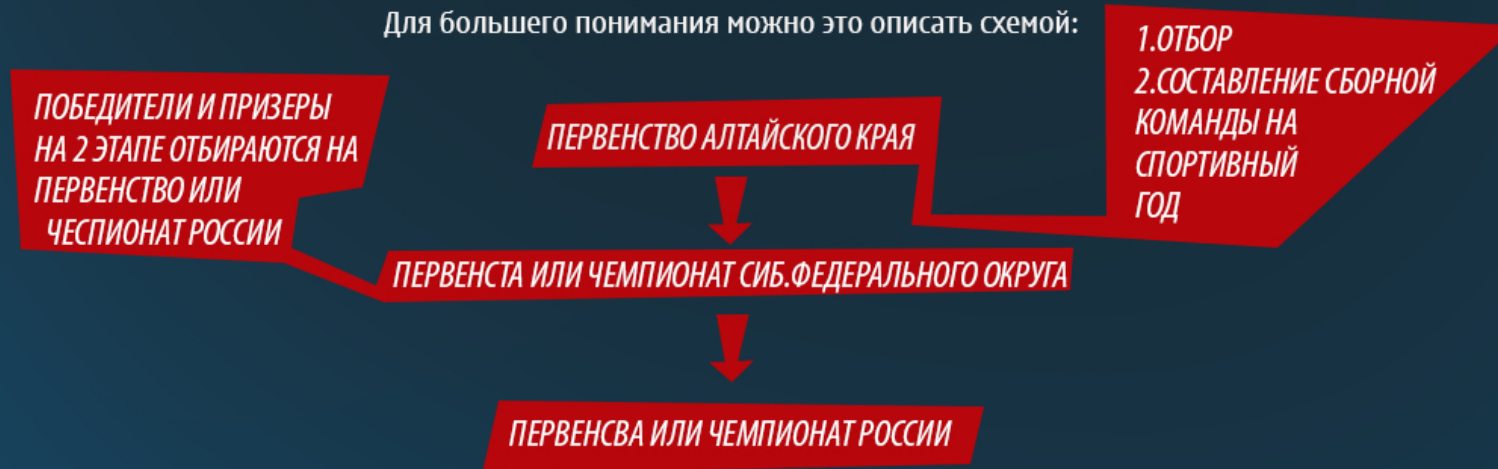 Для большего понимания можно это описать схемой:
1.ОТБОР
2.СОСТАВЛЕНИЕ СБОРНОЙ
КОМАНДЫ НА
СПОРТИВНЫЙ
ГОД
ПОБЕДИТЕЛИ И ПРИЗЕРЫ
НА 2 ЭТАПЕ ОТБИРАЮТСЯ НА
ПЕРВЕНСТВО ИЛИ
ЧЕСПИОНАТ РОССИИ
ПЕРВЕНСТВО АЛТАЙСКОГО КРАЯ
ПЕРВЕНСТА ИЛИ ЧЕМПИОНАТ СИБ.ФЕДЕРАЛЬНОГО ОКРУГА
ПЕРВЕНСВА ИЛИ ЧЕМПИОНАТ РОССИИ